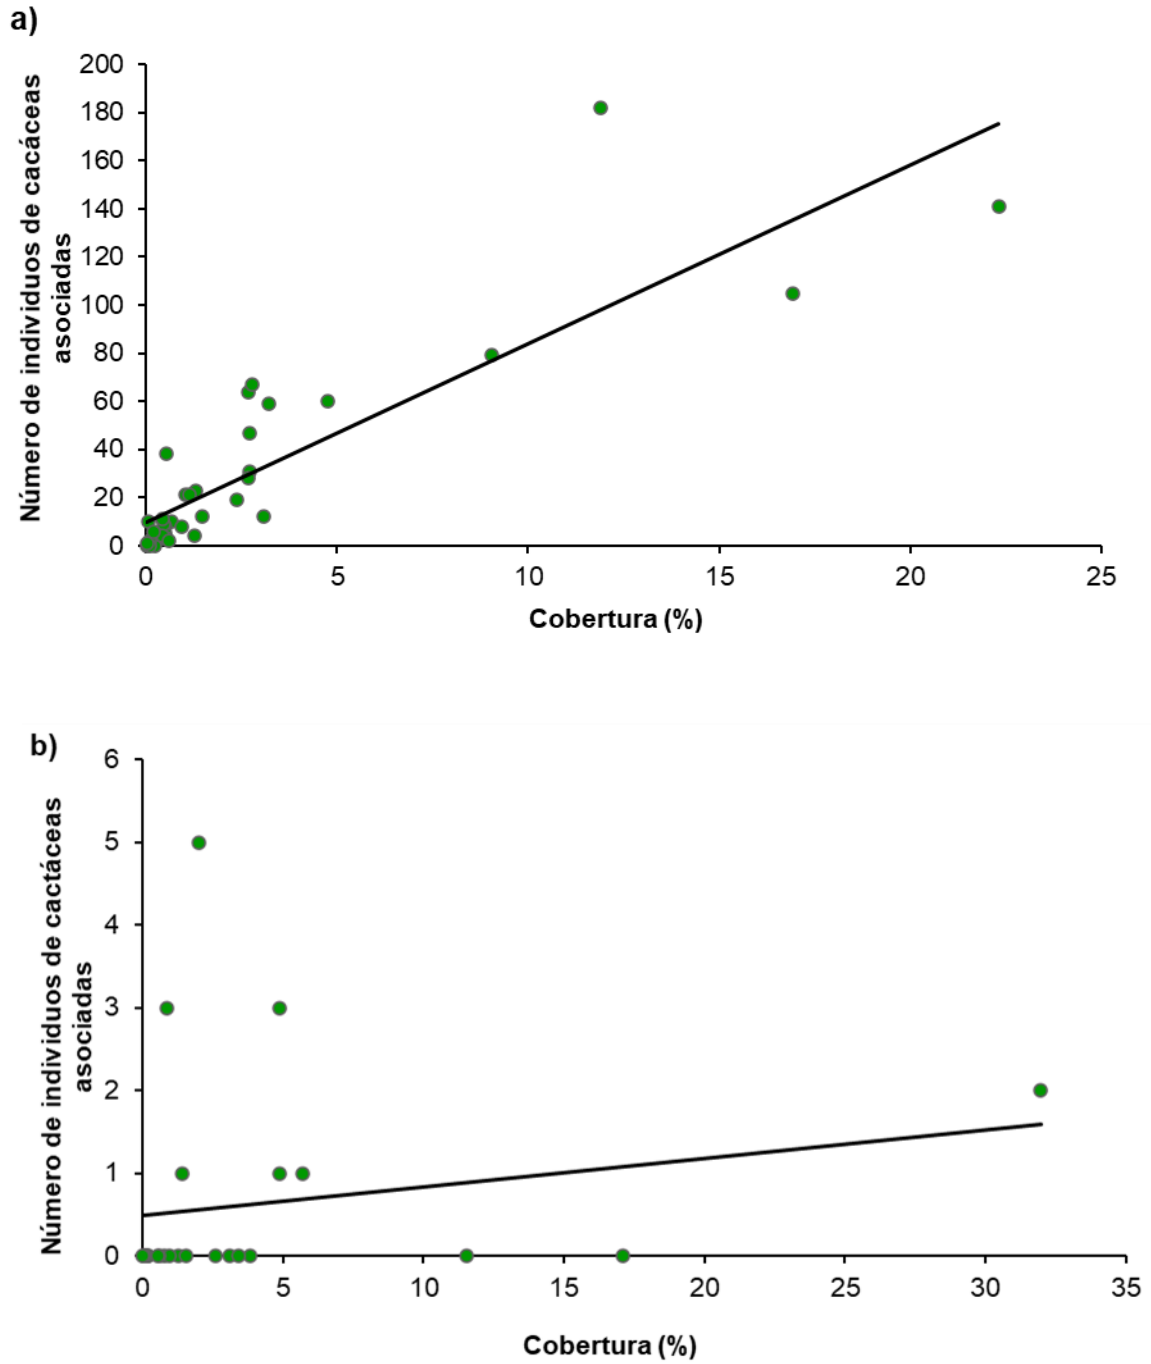 a)
Número de individuos de cacáceas
asociadas
200
180
160
140
120
100
80
60
40
20
0
0 5 10 15 20 25
Cobertura (%)
b)
Número de individuos de cactáceas
asociadas
6
5
4
3
2
1
0
0 5 10 15 20 25 30 35
Cobertura (%)